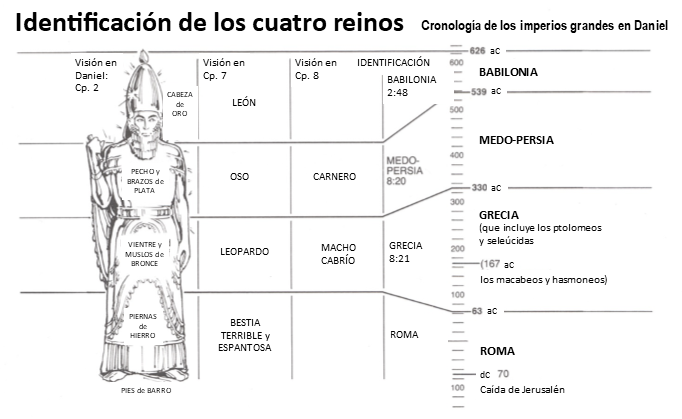 Identificación de los cuatro reinos
Cronología de los imperios grandes en Daniel
Visión en
Daniel:
Cp. 2
Visión en
Cp. 7
Visión en
Cp. 8
IDENTIFICACIÓN
CABEZA
de
ORO
LEÓN
BABILONIA
2:48
PECHO y
BRAZOS de
PLATA
OSO
CARNERO
MEDO-
PERSIA
8:20
VIENTRE y
MUSLOS de
BRONCE
LEOPARDO
MACHO
CABRÍO
GRECIA
8:21
PIERNAS
de
HIERRO
BESTIA
TERRIBLE y
ESPANTOSA
ROMA
PIES de BARRO
626 aC
600
BABILONIA
539 aC
500
MEDO-PERSIA
400
330 aC
300
GRECIA
(que incluye los ptolomeos
y seleúcidas
200
(167 aC
los macabeos y hasmoneos)
100
63 aC
ROMA
dC 70
Caída de Jerusalén
100